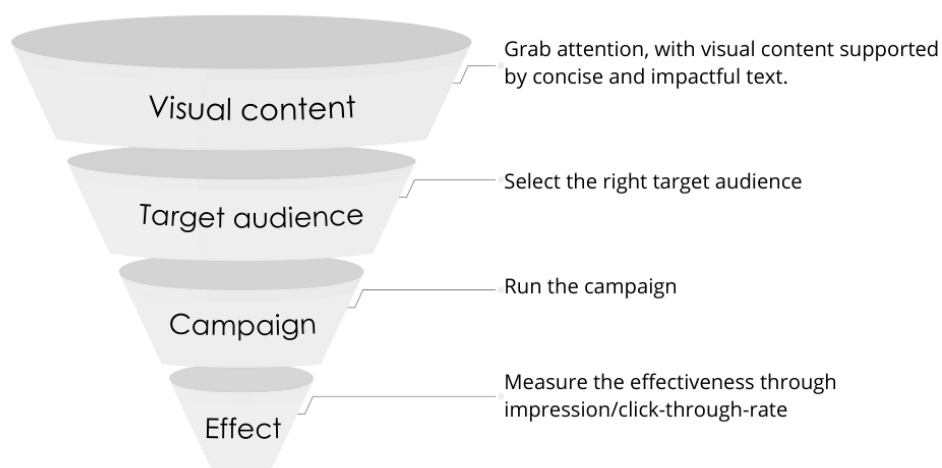 Grab attention, with visual content supported
by concise and impactful text.
Visual content
Select the right target audience
Target audience
Run the campaign
Campaign
Measure the effectiveness through
impression/click-through-rate
Effect